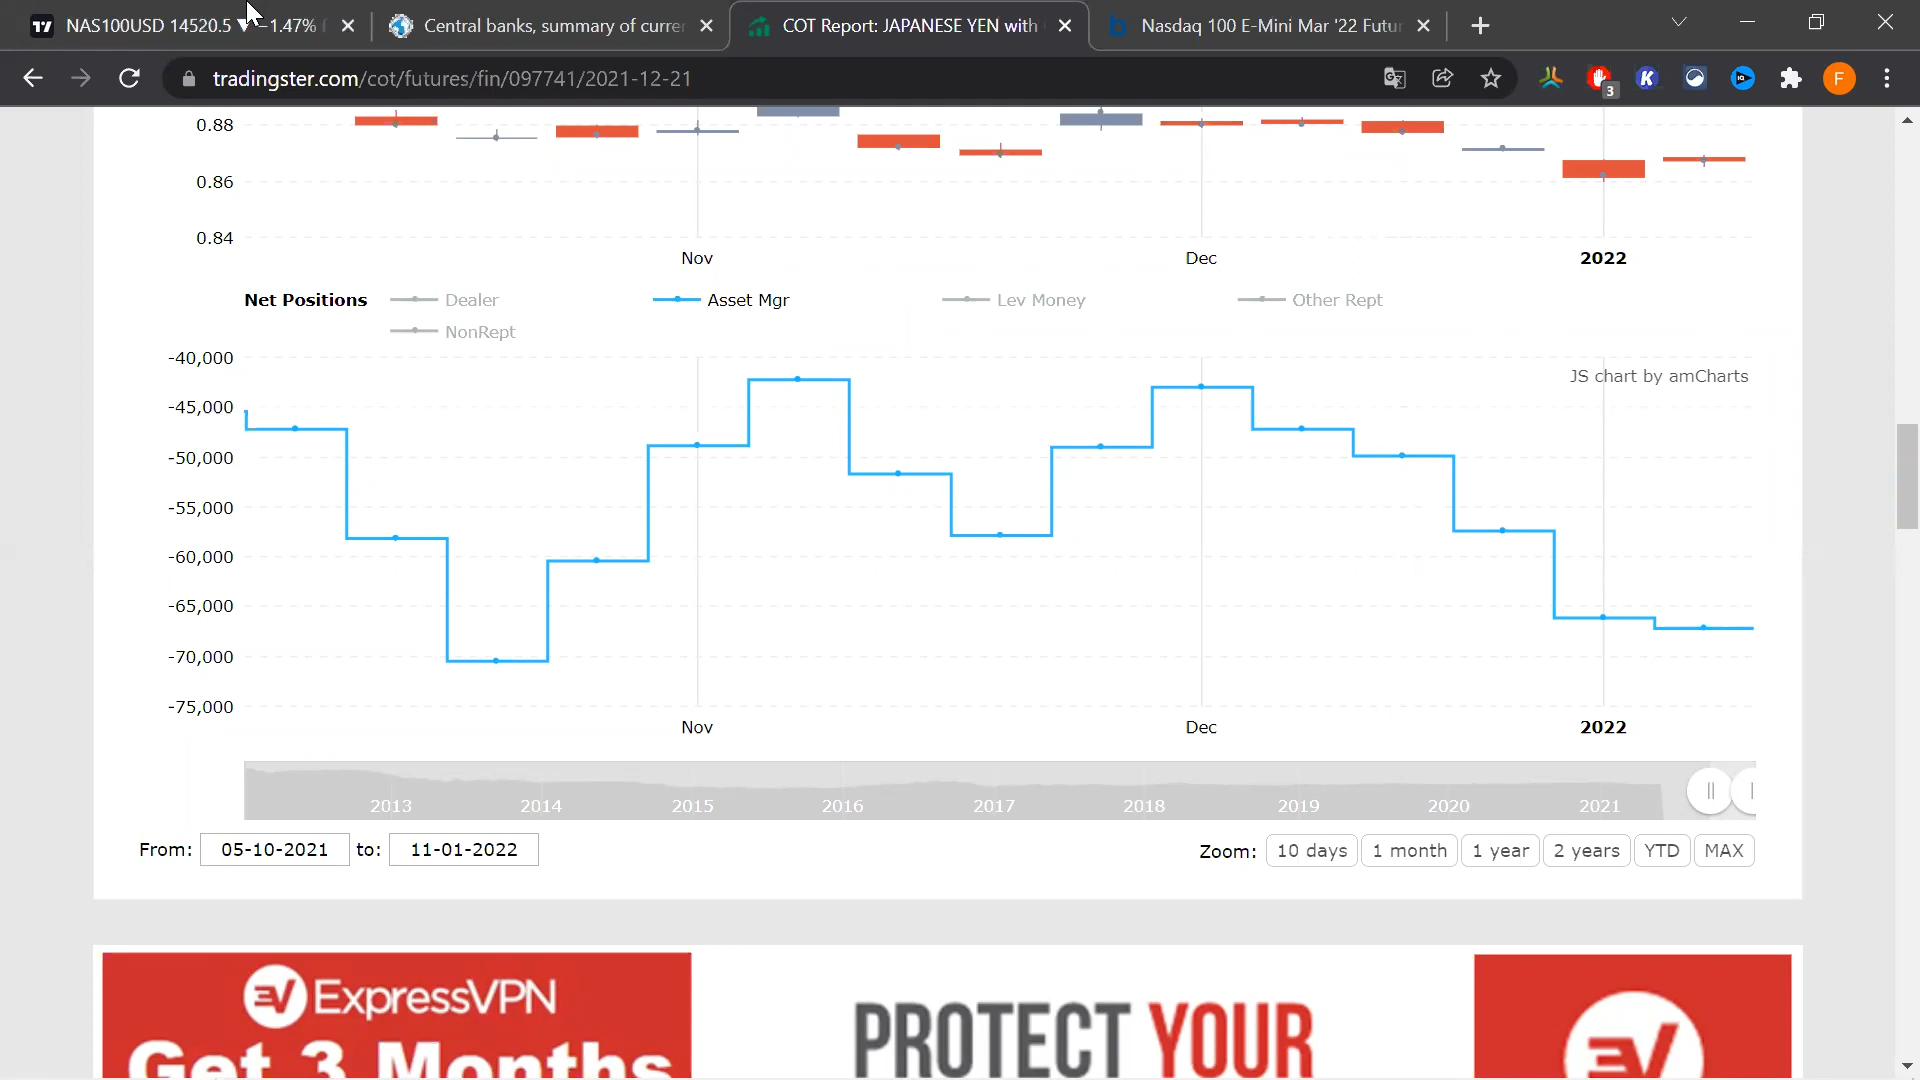 NAS100USD 14520.5 ▼ −1.47%
Central banks, summary of currer
COT Report: JAPANESE YEN with
Nasdaq 100 E-Mini Mar '22 Futur
tradingster.com/cot/futures/fin/097741/2021-12-21
3
F
0.88
0.86
0.84
Nov
Dec
2022
Net Positions
Dealer
Asset Mgr
Lev Money
Other Rept
NonRept
-40,000
JS chart by amCharts
-45,000
-50,000
-55,000
-60,000
-65,000
-70,000
-75,000
Nov
Dec
2022
2013
2014
2015
2016
2017
2018
2019
2020
2021
From: 05-10-2021 to: 11-01-2022
Zoom: 10 days 1 month 1 year 2 years YTD MAX
ExpressVPN
Get 3 Months
PROTECT YOUR